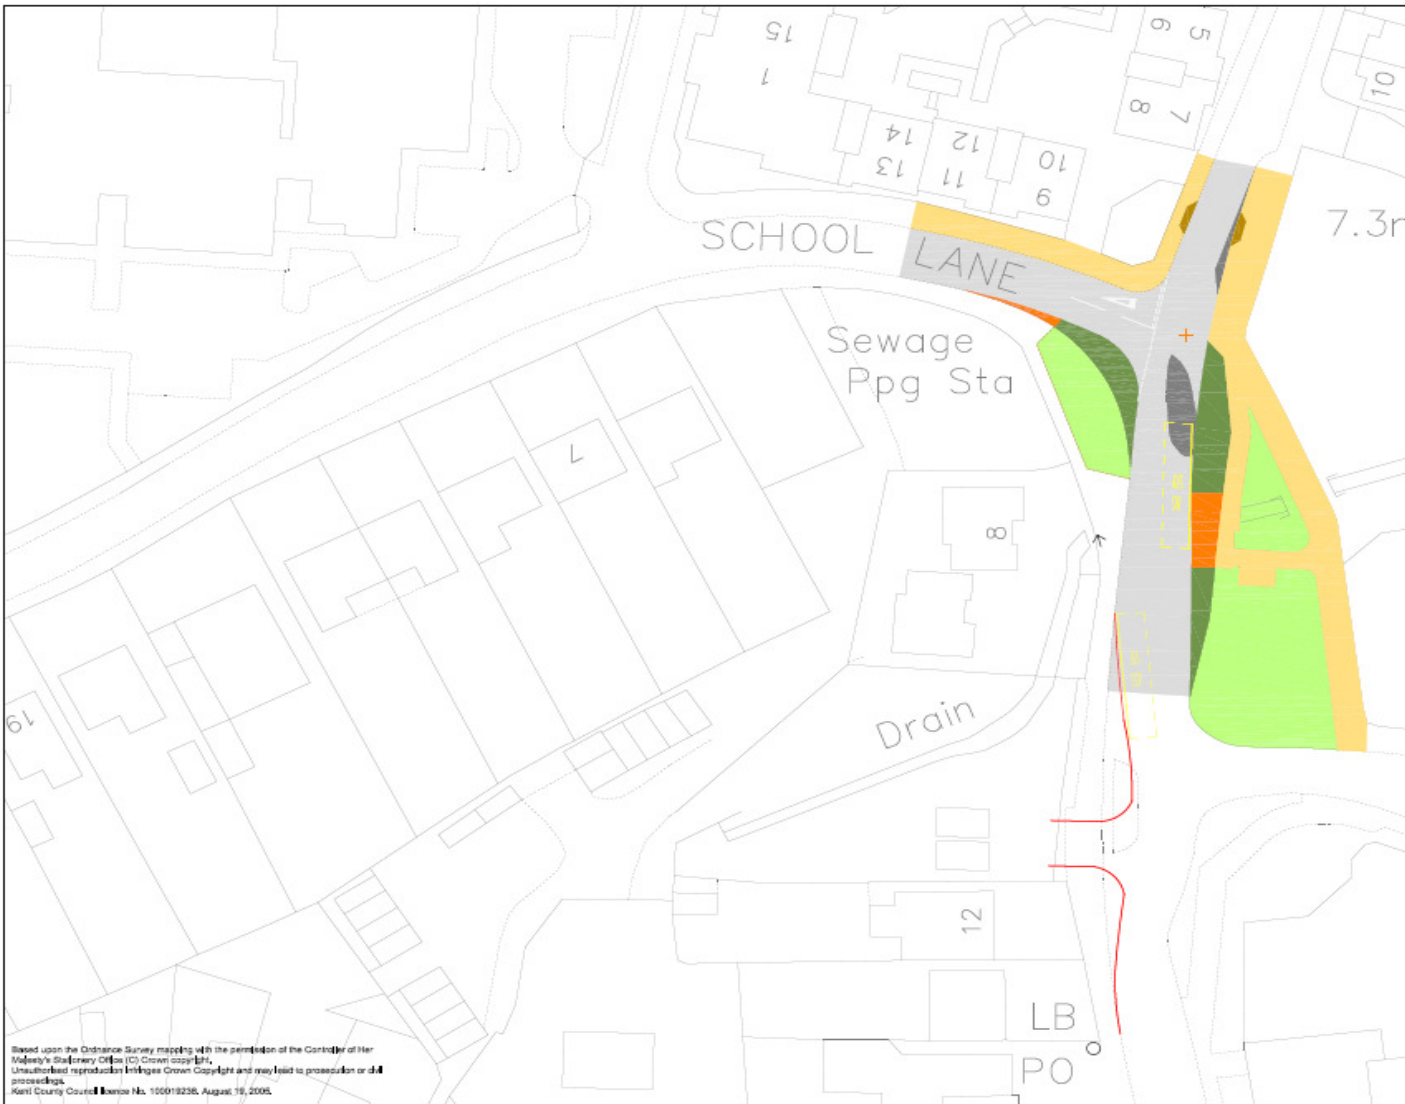 15
1
5
6
7
8
10
14
13
12
11
10
9
7.3m
SCHOOL
LANE
Sewage
Ppg Sta
7
8
19
Drain
12
LB
PO
Based upon the Ordnance Survey mapping with the permission of the Controller of Her
Majesty's Stationery Office (C) Crown copyright.
Unauthorised reproduction infringes Crown Copyright and may lead to prosecution or civil
proceedings.
Kent County Council licence No. 100019238, August 19, 2005.